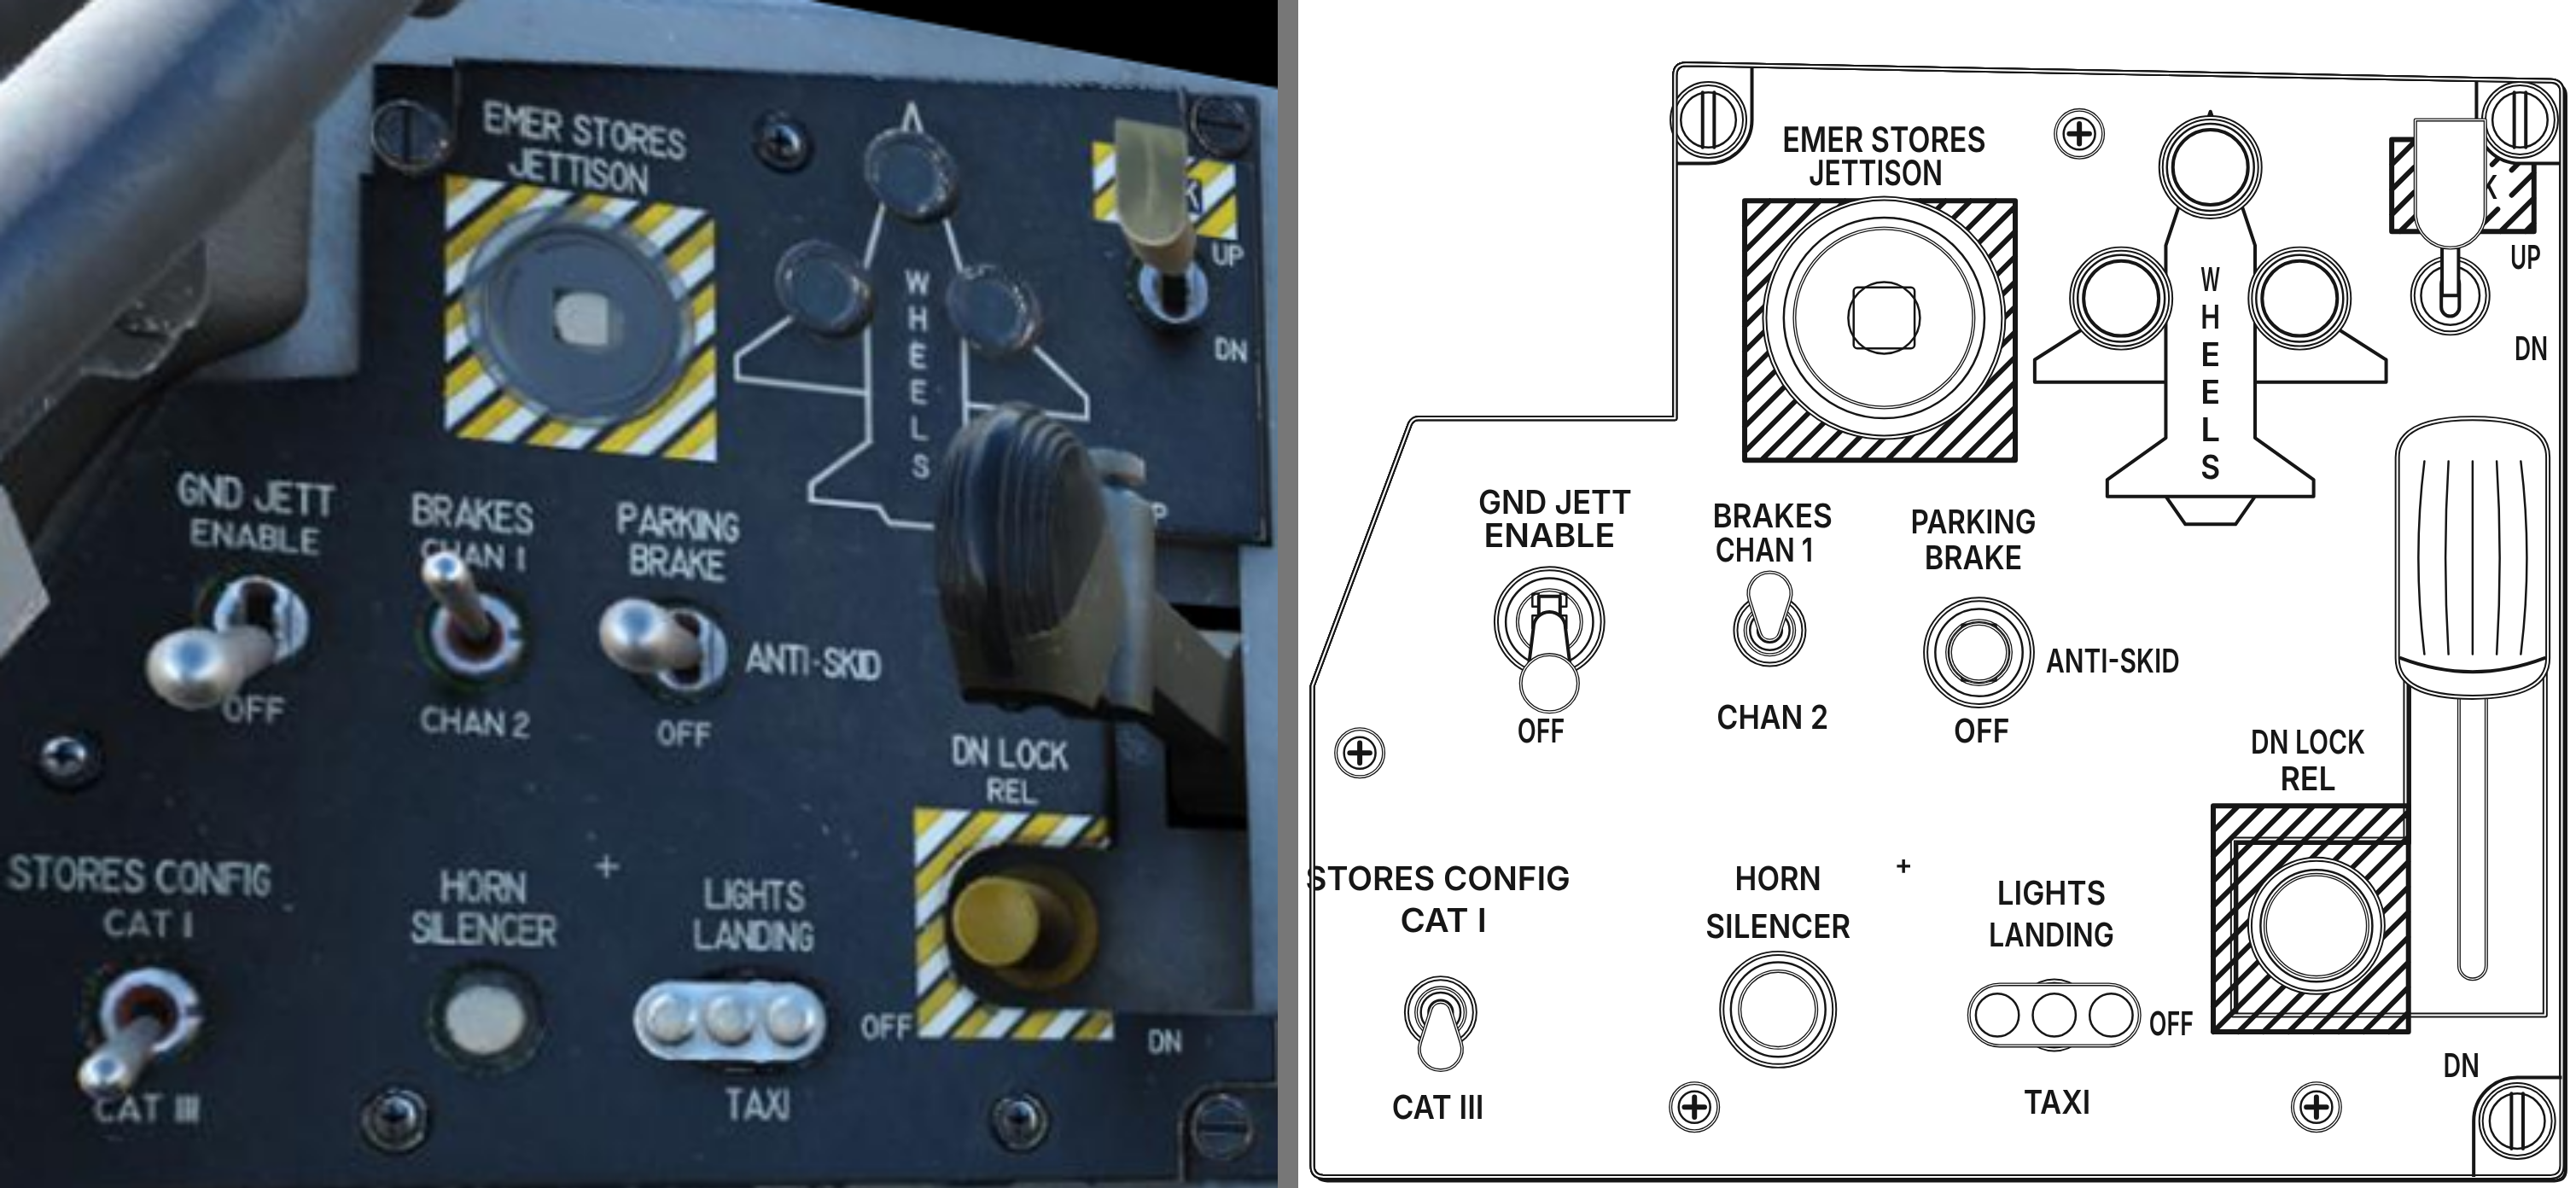 EMER STORES
JETTISON
UP
DN
WHEELS
GND JETT
ENABLE
BRAKES
CHAN 1
PARKING
BRAKE
ANTI-SKID
OFF
CHAN 2
OFF
DN LOCK
REL
STORES CONFIG
CAT I
HORN
SILENCER
LIGHTS
LANDING
OFF
DN
CAT III
TAXI
EMER STORES
JETTISON
K
UP
DN
WHEELS
GND JETT
ENABLE
BRAKES
CHAN 1
PARKING
BRAKE
ANTI-SKID
OFF
CHAN 2
OFF
DN LOCK
REL
STORES CONFIG
CAT I
HORN
SILENCER
LIGHTS
LANDING
OFF
DN
CAT III
TAXI